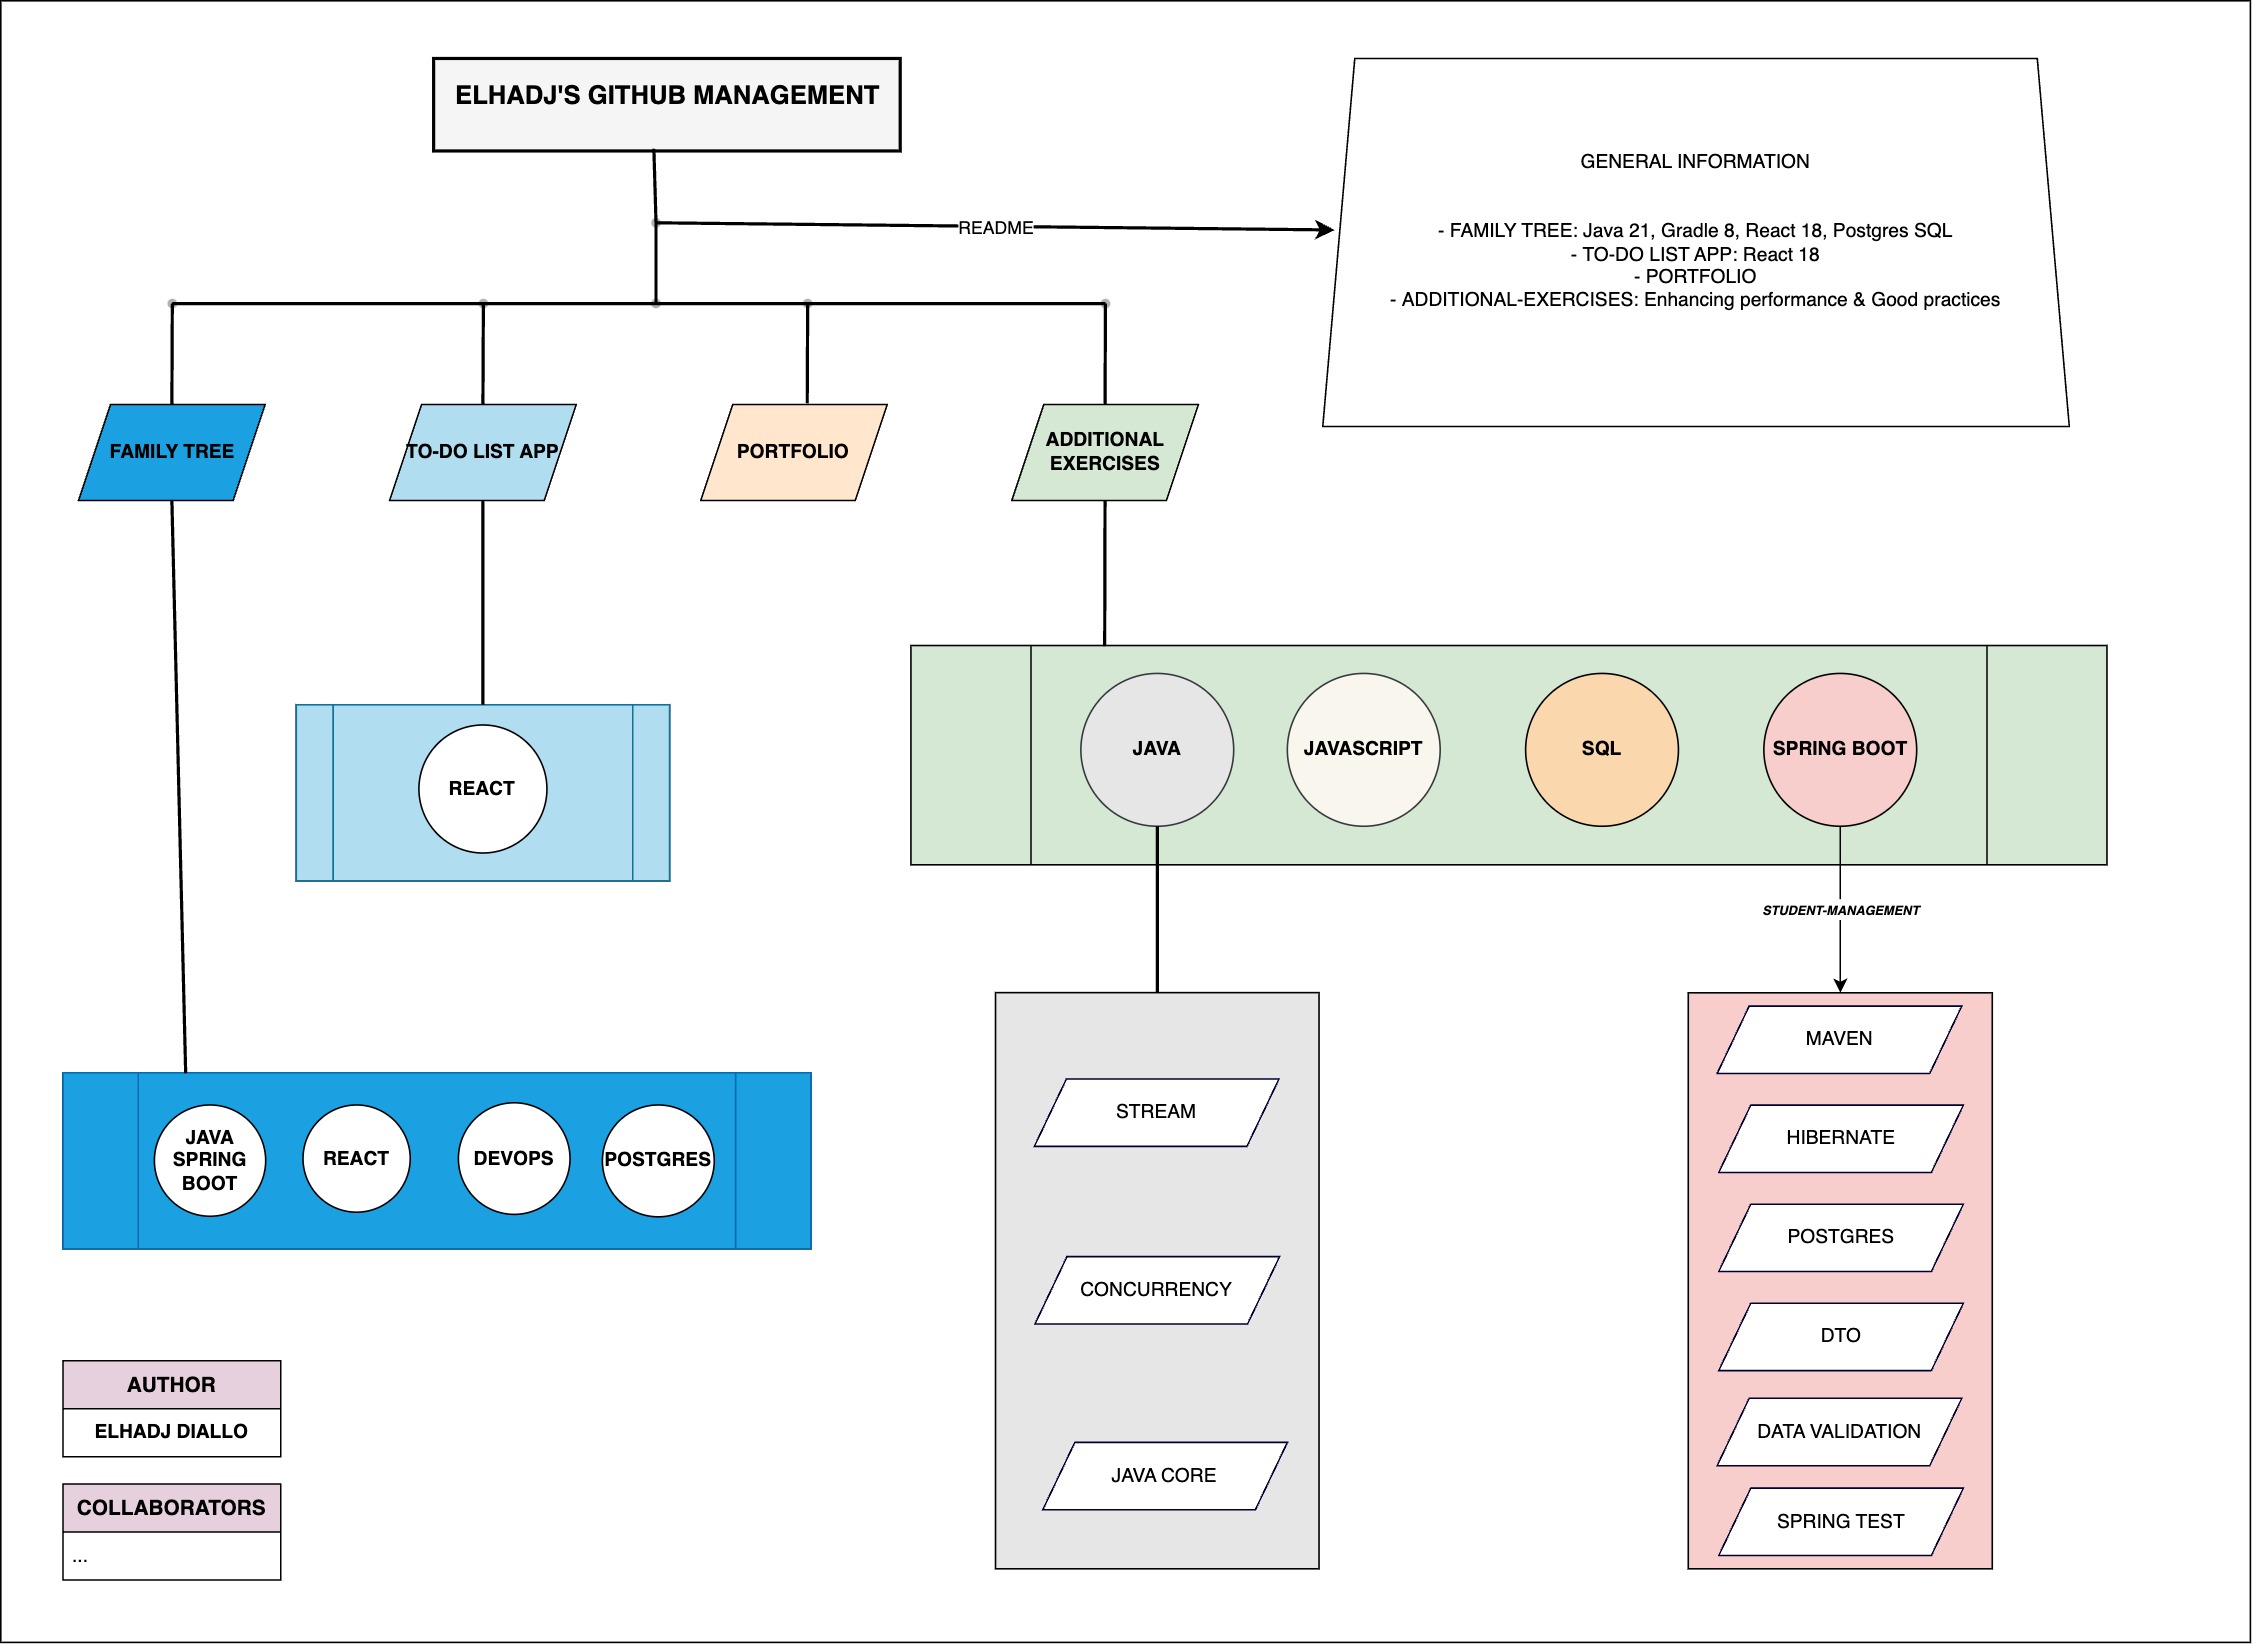 ELHADJ'S GITHUB MANAGEMENT
GENERAL INFORMATION
- FAMILY TREE: Java 21, Gradle 8, React 18, Postgres SQL
- TO-DO LIST APP: React 18
- PORTFOLIO
- ADDITIONAL-EXERCISES: Enhancing performance & Good practices
README
FAMILY TREE
TO-DO LIST APP
PORTFOLIO
ADDITIONAL
EXERCISES
REACT
JAVA
JAVASCRIPT
SQL
SPRING BOOT
STUDENT-MANAGEMENT
JAVA
SPRING
BOOT
REACT
DEVOPS
POSTGRES
STREAM
CONCURRENCY
JAVA CORE
MAVEN
HIBERNATE
POSTGRES
DTO
DATA VALIDATION
SPRING TEST
AUTHOR
ELHADJ DIALLO
COLLABORATORS
...